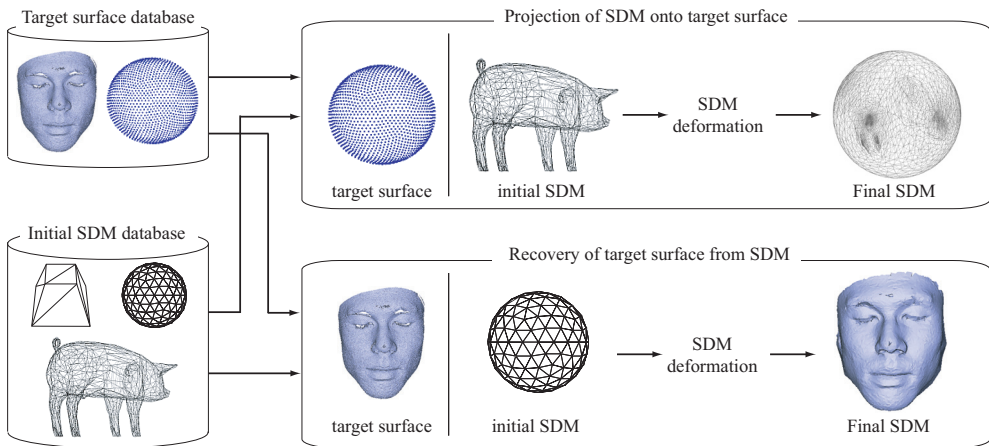 Target surface database
Projection of SDM onto target surface
SDM
deformation
target surface
initial SDM
Final SDM
Initial SDM database
Recovery of target surface from SDM
SDM
deformation
target surface
initial SDM
Final SDM